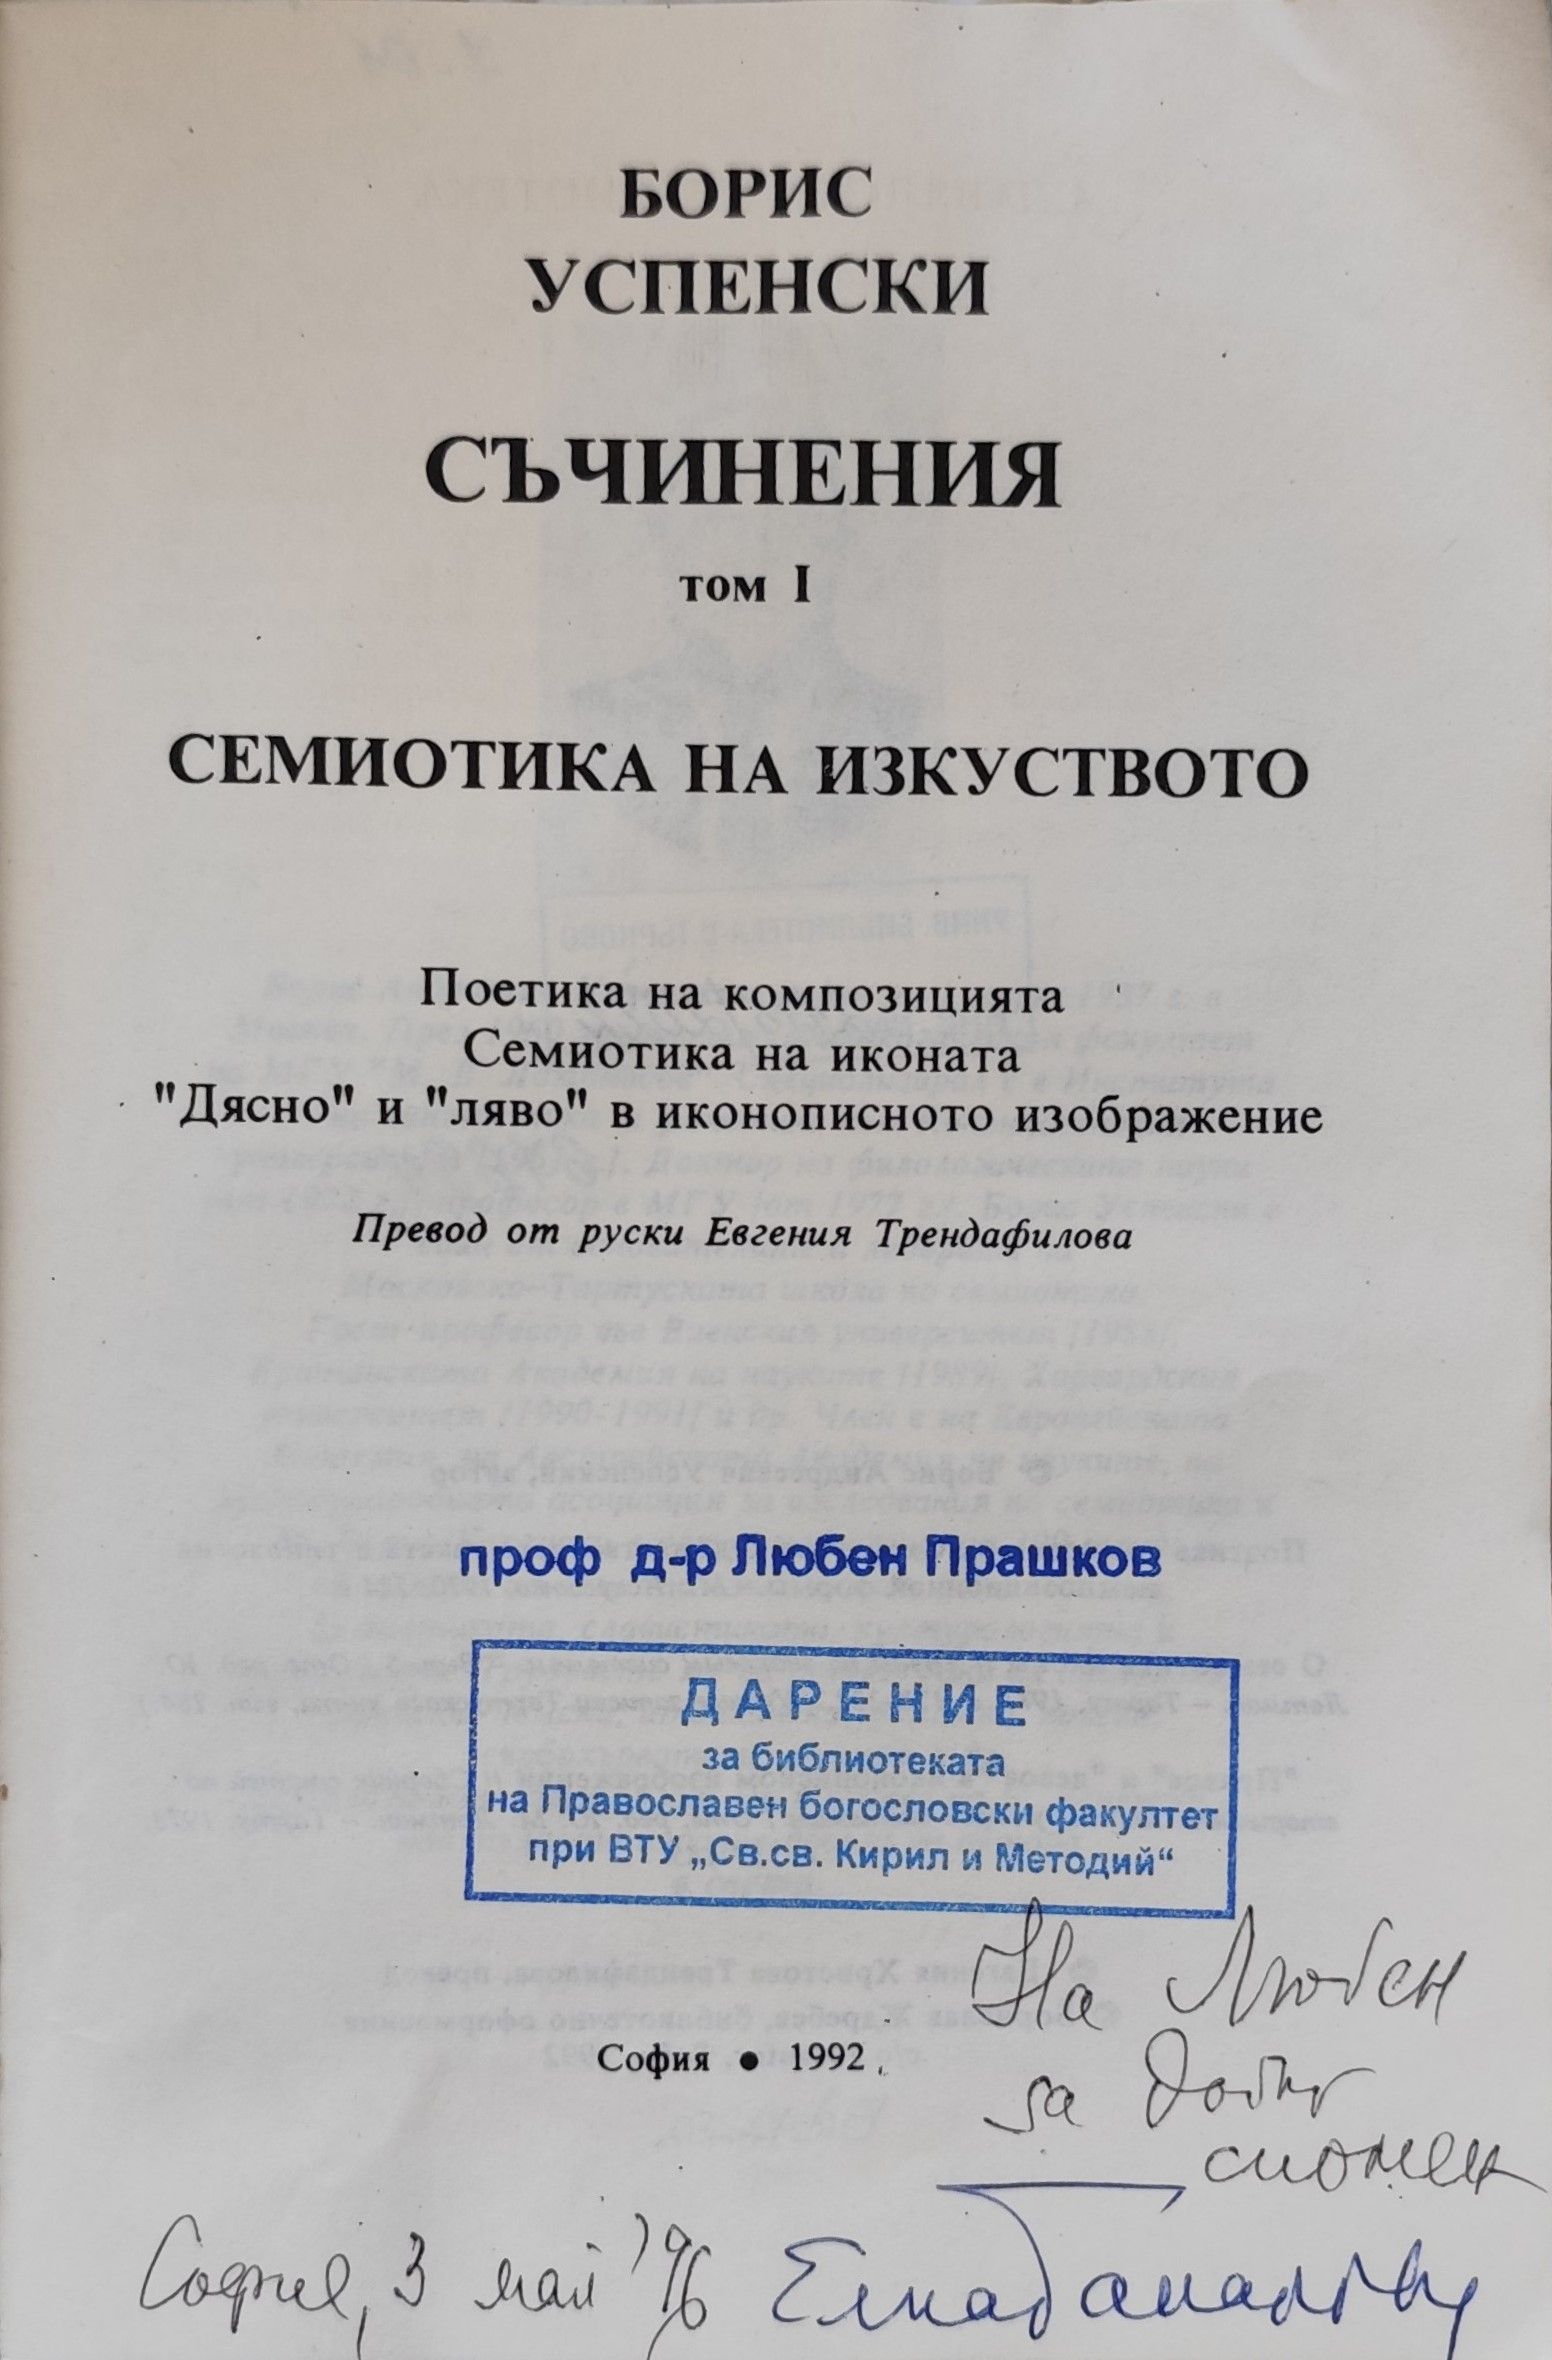 БОРИС
УСПЕНСКИ
СЪЧИНЕНИЯ
том I
СЕМИОТИКА НА ИЗКУСТВОТО
Поетика на композицията
Семиотика на иконата
"Дясно" и "ляво" в иконописното изображение
Превод от руски Евгения Трендафилова
проф д-р Любен Прашков
ДАРЕНИЕ
за библиотеката
на Православен богословски факултет
при ВТУ „Св.св. Кирил и Методий“
На Любен
за добър
спомен
София • 1992
София, 3 май '96